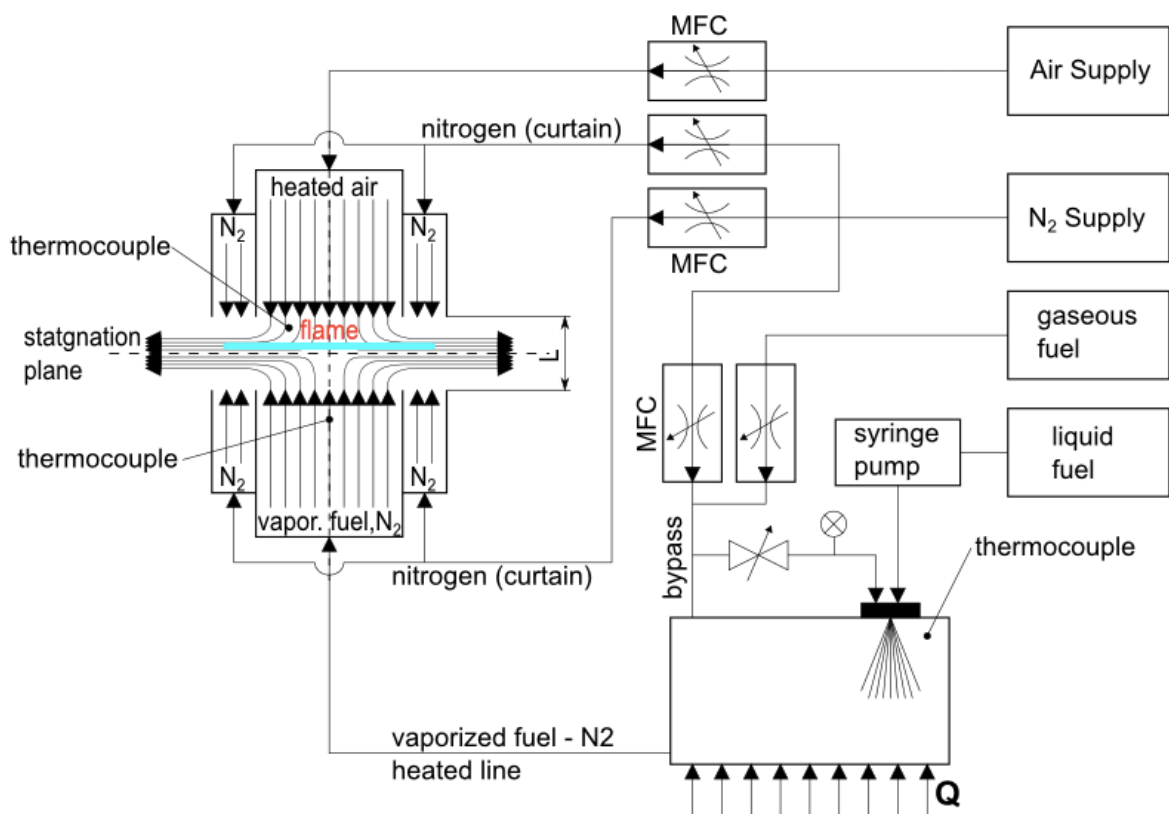 MFC
Air Supply
nitrogen (curtain)
heated air
N₂
N₂
N₂ Supply
thermocouple
MFC
flame
statgnation
plane
L
gaseous
fuel
MFC
syringe
pump
liquid
fuel
thermocouple
N₂
N₂
vapor. fuel,N₂
nitrogen (curtain)
bypass
thermocouple
vaporized fuel - N2
heated line
Q